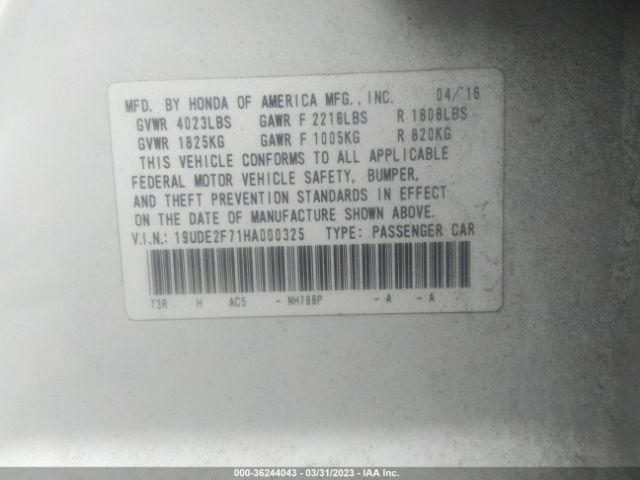 MFD. BY HONDA OF AMERICA MFG., INC. 04/'16
GVWR 4023LBS GAWR F 2216LBS R 1808LBS
GVWR 1825KG GAWR F 1005KG R 820KG
THIS VEHICLE CONFORMS TO ALL APPLICABLE
FEDERAL MOTOR VEHICLE SAFETY, BUMPER,
AND THEFT PREVENTION STANDARDS IN EFFECT
ON THE DATE OF MANUFACTURE SHOWN ABOVE.
V.I.N.: 19UDE2F71HA000325 TYPE: PASSENGER CAR
T3R H AC5 - NH788P - A - A
000-36244043 - 03/31/2023 - IAA Inc.